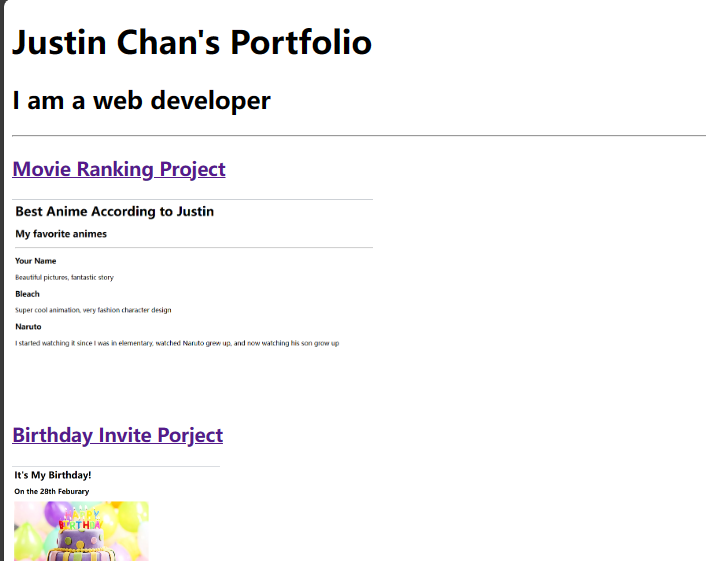 Justin Chan's Portfolio
I am a web developer
Movie Ranking Project
Best Anime According to Justin
My favorite animes
Your Name
Beautiful pictures, fantastic story
Bleach
Super cool animation, very fashion character design
Naruto
I started watching it since I was in elementary, watched Naruto grew up, and now watching his son grow up
Birthday Invite Porject
It's My Birthday!
On the 28th Feburary
HAPPY
BIRTHDAY